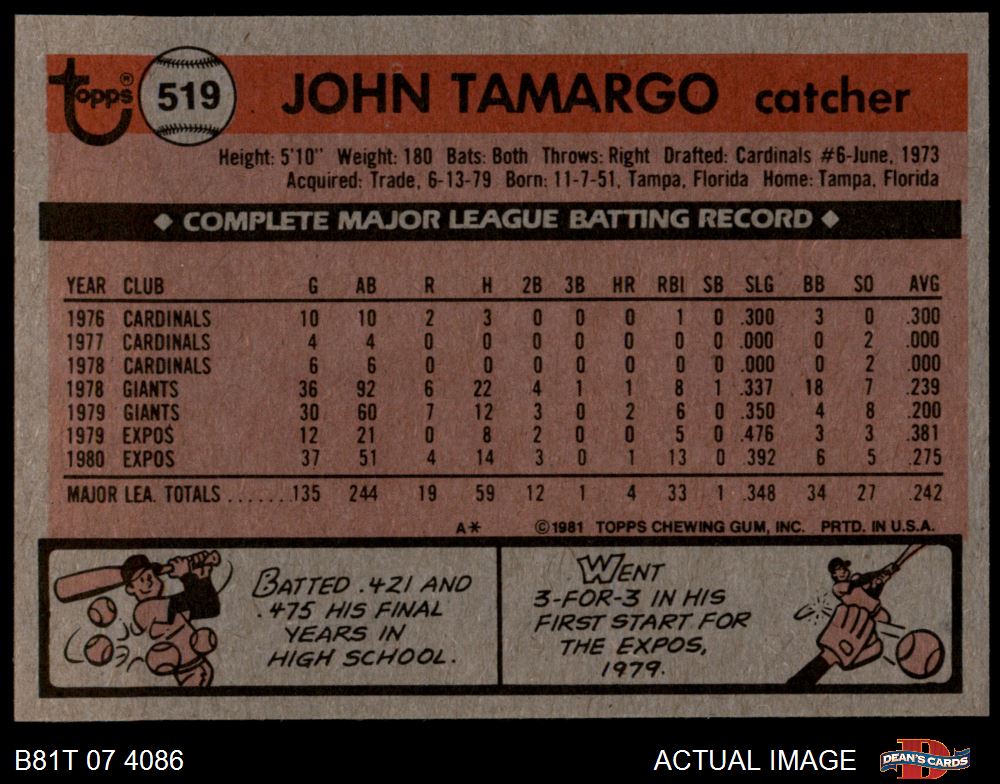 topps® 519 JOHN TAMARGO catcher
Height: 5'10" Weight: 180 Bats: Both Throws: Right Drafted: Cardinals #6-June, 1973
Acquired: Trade, 6-13-79 Born: 11-7-51, Tampa, Florida Home: Tampa, Florida
◆ COMPLETE MAJOR LEAGUE BATTING RECORD ◆
YEAR CLUB G AB R H 2B 3B HR RBI SB SLG BB SO AVG
1976 CARDINALS 10 10 2 3 0 0 0 1 0 .300 3 0 .300
1977 CARDINALS 4 4 0 0 0 0 0 0 0 .000 0 2 .000
1978 CARDINALS 6 6 0 0 0 0 0 0 0 .000 0 2 .000
1978 GIANTS 36 92 6 22 4 1 1 8 1 .337 18 7 .239
1979 GIANTS 30 60 7 12 3 0 2 6 0 .350 4 8 .200
1979 EXPOS 12 21 0 8 2 0 0 5 0 .476 3 3 .381
1980 EXPOS 37 51 4 14 3 0 1 13 0 .392 6 5 .275
MAJOR LEA. TOTALS .......135 244 19 59 12 1 4 33 1 .348 34 27 .242
A* ©1981 TOPPS CHEWING GUM, INC. PRTD. IN U.S.A.
BATTED .421 AND
.475 HIS FINAL
YEARS IN
HIGH SCHOOL.
WENT
3-FOR-3 IN HIS
FIRST START FOR
THE EXPOS,
1979.
B81T 07 4086 ACTUAL IMAGE D DEAN'S CARDS